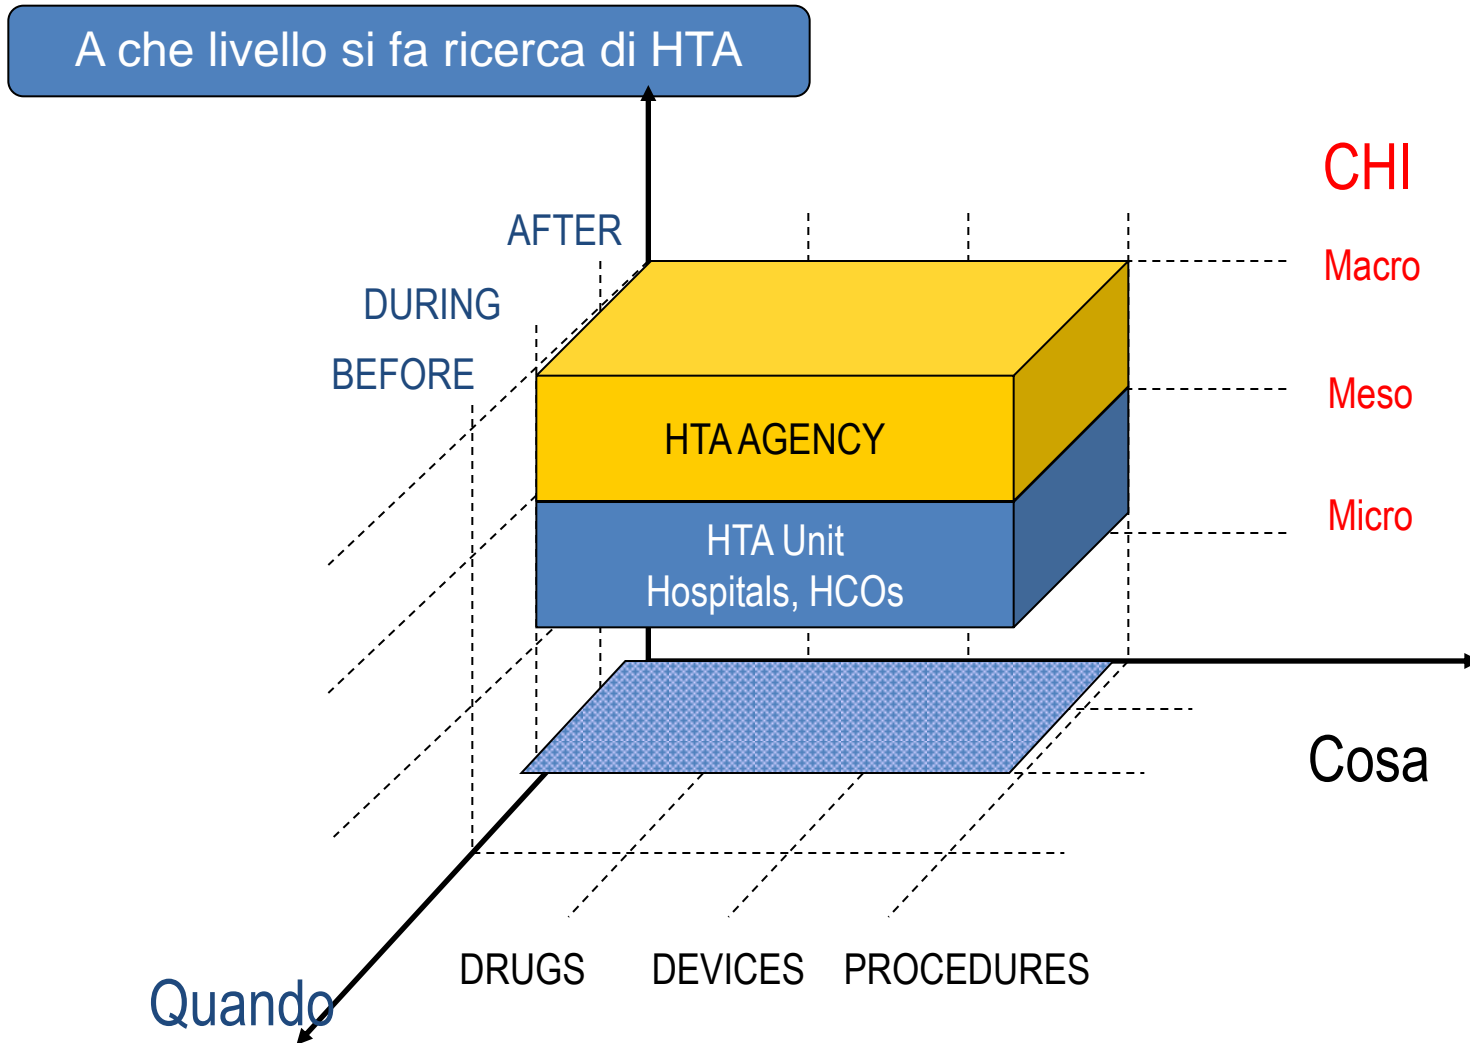 A che livello si fa ricerca di HTA
CHI
AFTER
Macro
DURING
BEFORE
Meso
HTA AGENCY
Micro
HTA Unit
Hospitals, HCOs
Cosa
DRUGS
DEVICES
PROCEDURES
Quando